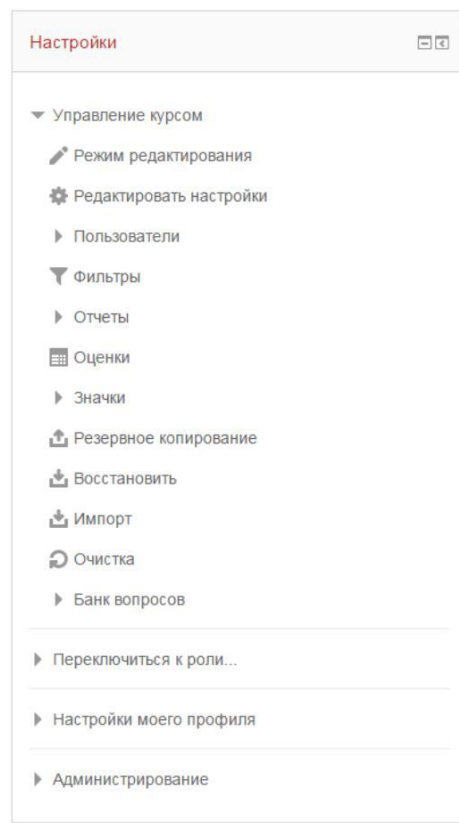 Настройки
Управление курсом
Режим редактирования
Редактировать настройки
Пользователи
Фильтры
Отчеты
Оценки
Значки
Резервное копирование
Восстановить
Импорт
Очистка
Банк вопросов
Переключиться к роли...
Настройки моего профиля
Администрирование